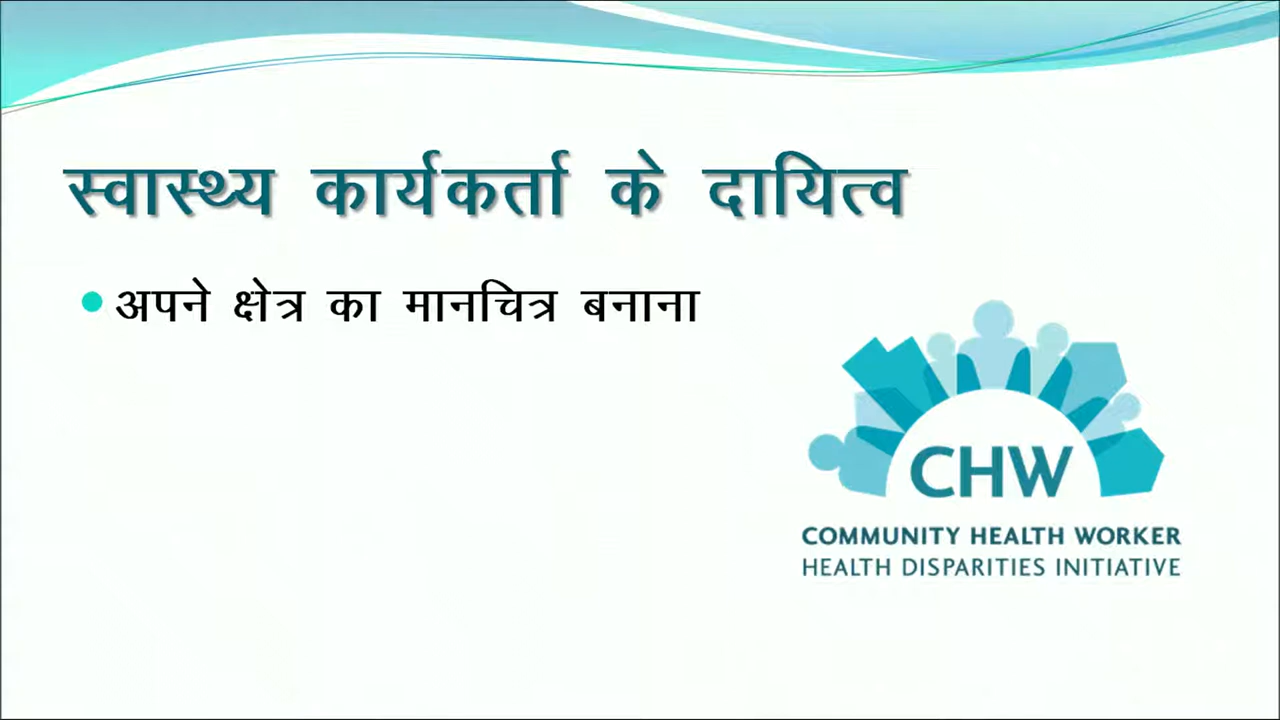 स्वास्थ्य कार्यकर्ता के दायित्व
अपने क्षेत्र का मानचित्र बनाना
CHW
COMMUNITY HEALTH WORKER
HEALTH DISPARITIES INITIATIVE